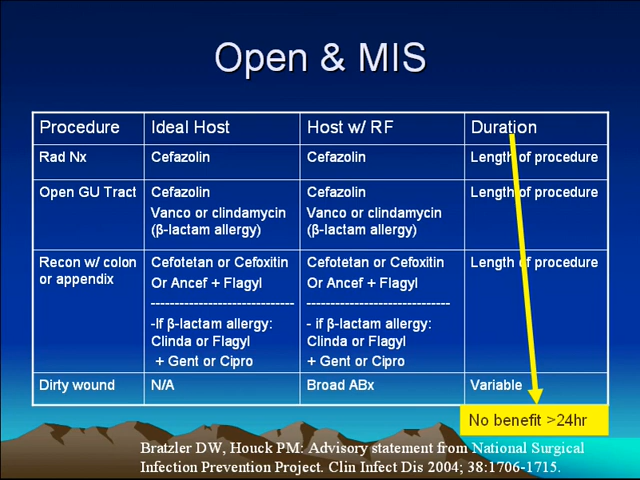 Open & MIS
Procedure Ideal Host Host w/ RF Duration
Rad Nx Cefazolin Cefazolin Length of procedure
Open GU Tract Cefazolin Cefazolin Length of procedure
Vanco or clindamycin Vanco or clindamycin
(β-lactam allergy) (β-lactam allergy)
Recon w/ colon Cefotetan or Cefoxitin Cefotetan or Cefoxitin Length of procedure
or appendix Or Ancef + Flagyl Or Ancef + Flagyl
------------------------------ ------------------------------
-If β-lactam allergy: - if β-lactam allergy:
Clinda or Flagyl Clinda or Flagyl
+ Gent or Cipro + Gent or Cipro
Dirty wound N/A Broad ABx Variable
No benefit >24hr
Bratzler DW, Houck PM: Advisory statement from National Surgical
Infection Prevention Project. Clin Infect Dis 2004; 38:1706-1715.